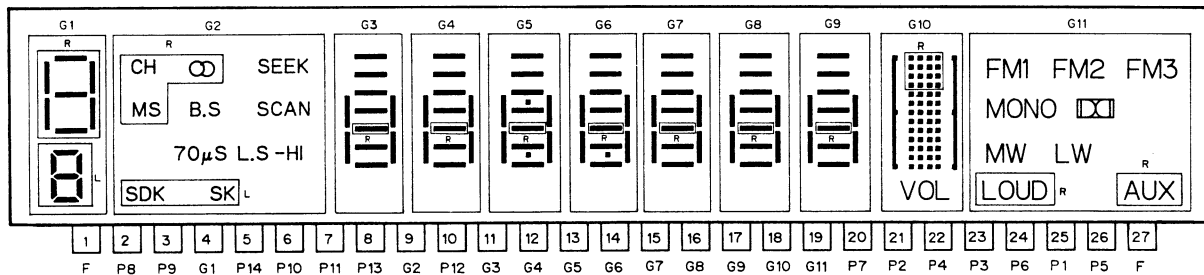 G1 G2 G3 G4 G5 G6 G7 G8 G9 G10 G11
R R R
CH SEEK FM1 FM2 FM3
MS B.S SCAN MONO
R R R R R R R
70µS L.S -HI MW LW
L R
SDK SK L VOL LOUD R AUX
1 2 3 4 5 6 7 8 9 10 11 12 13 14 15 16 17 18 19 20 21 22 23 24 25 26 27
F P8 P9 G1 P14 P10 P11 P13 G2 P12 G3 G4 G5 G6 G7 G8 G9 G10 G11 P7 P2 P4 P3 P6 P1 P5 F